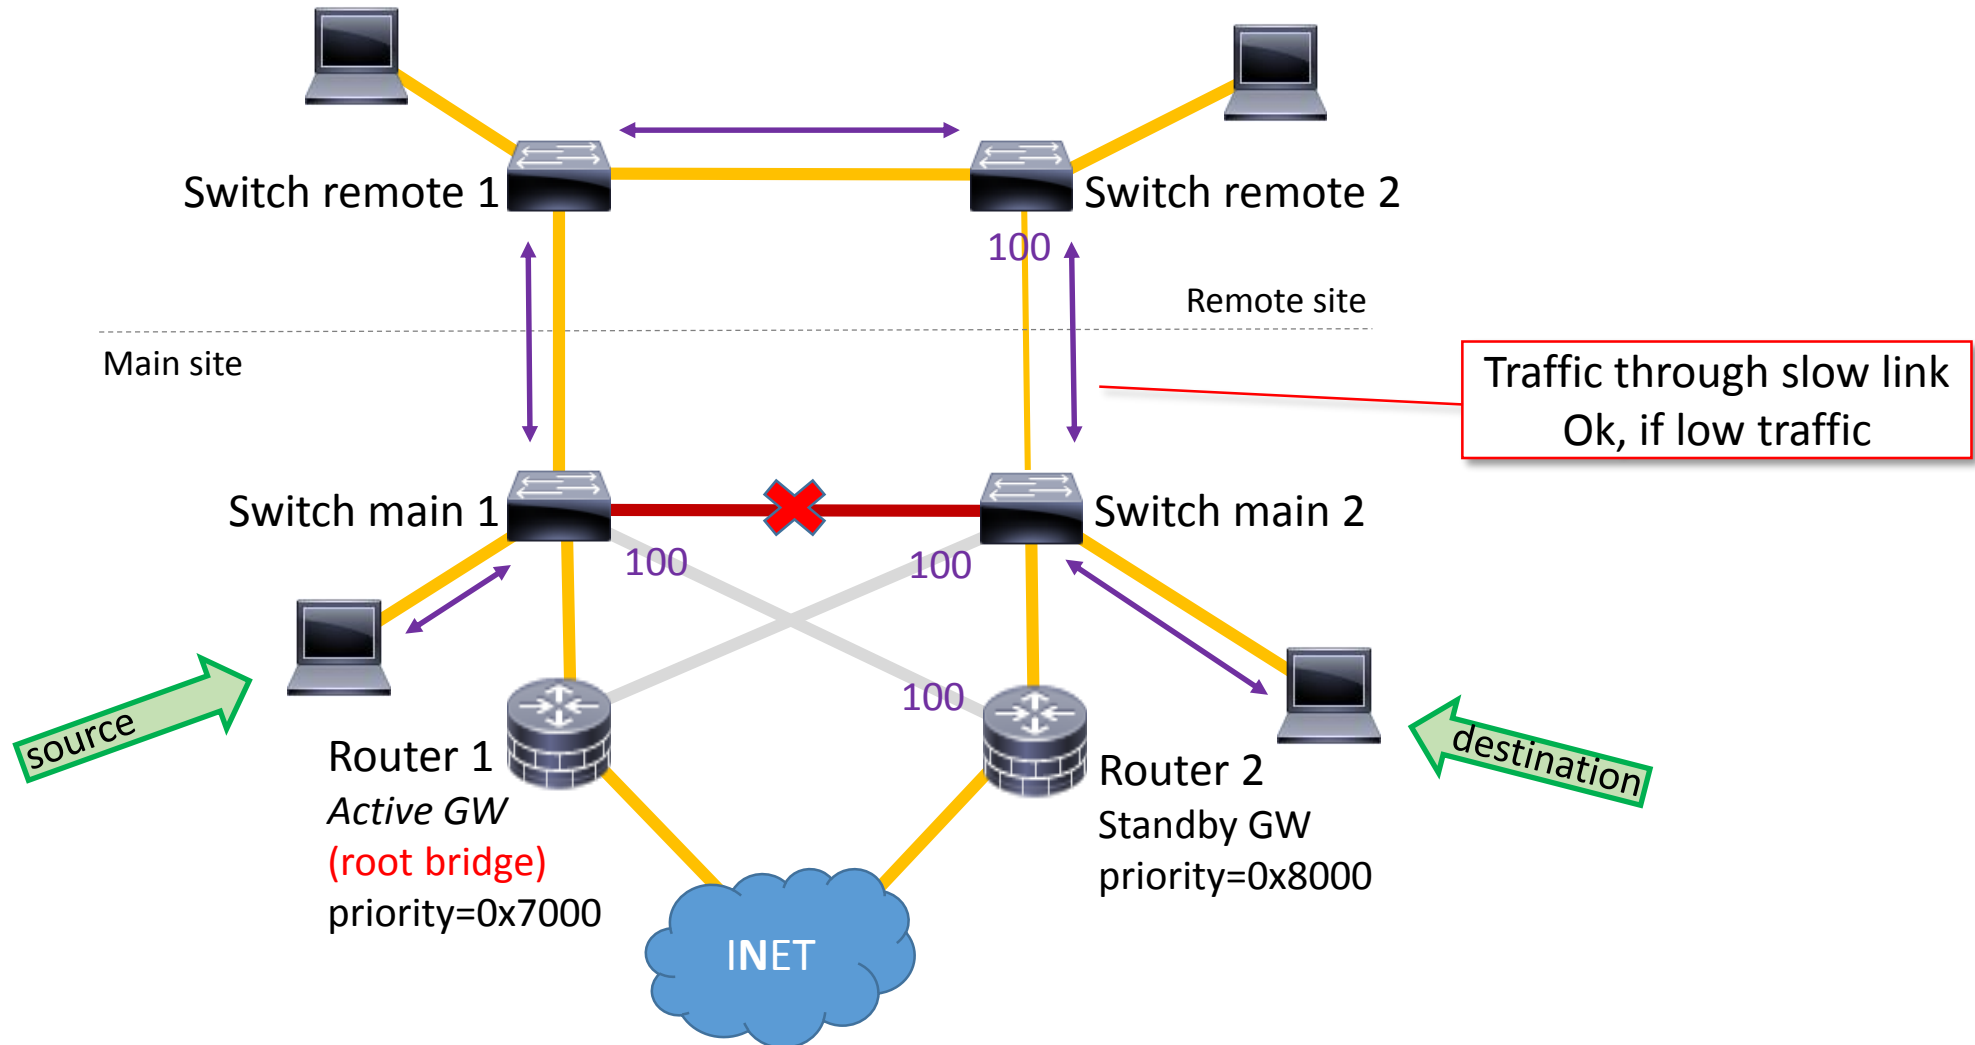 Switch remote 1
Switch remote 2
100
Remote site
Main site
Traffic through slow link
Ok, if low traffic
Switch main 1
Switch main 2
100
100
100
source
destination
Router 1
Active GW
(root bridge)
priority=0x7000
Router 2
Standby GW
priority=0x8000
INET